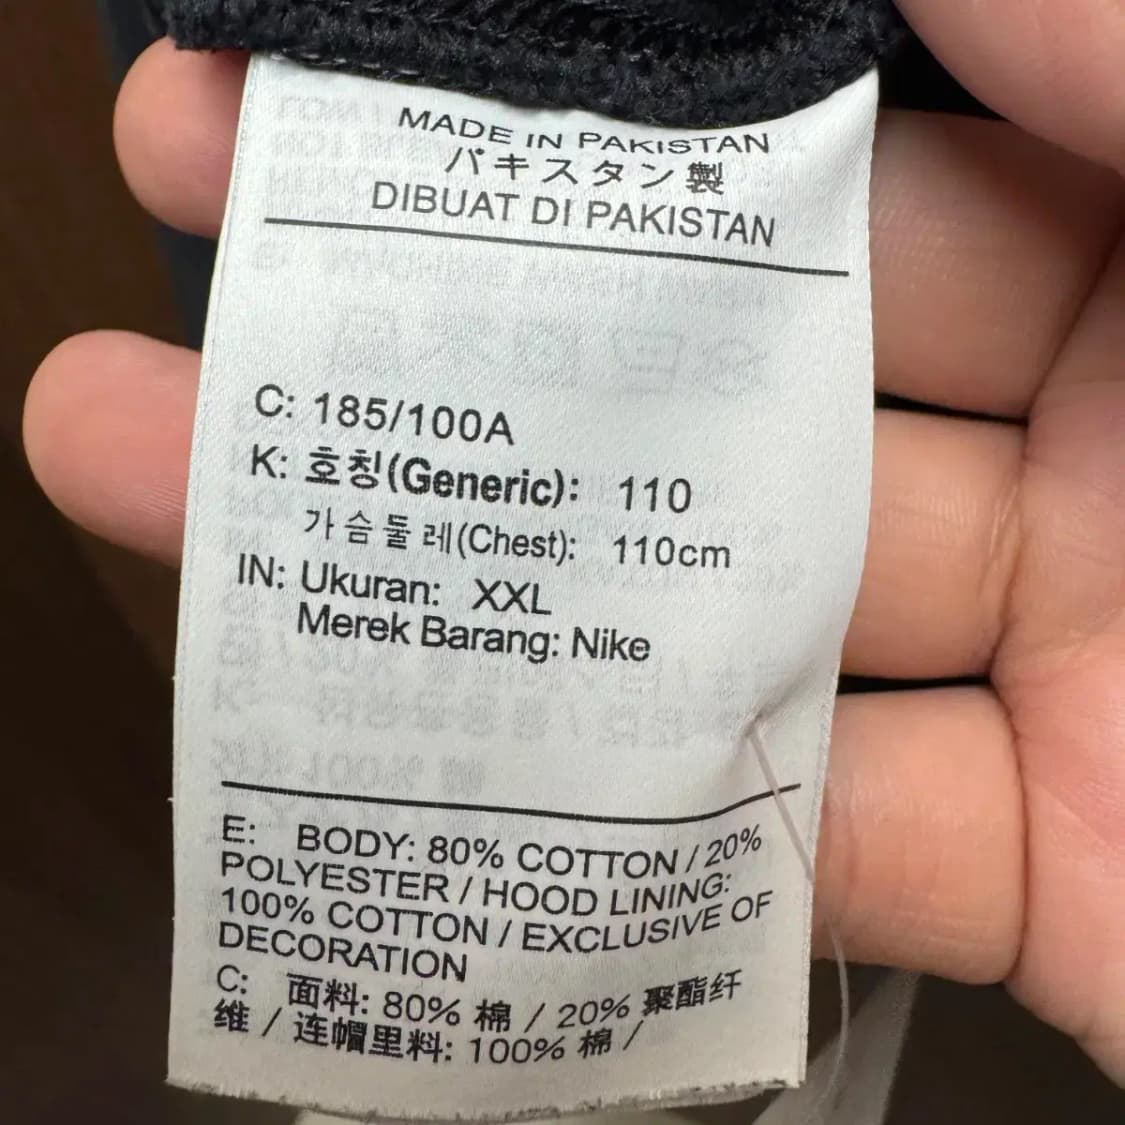 MADE IN PAKISTAN
パキスタン製
DIBUAT DI PAKISTAN
C: 185/100A
K: 호칭(Generic): 110
가슴둘레(Chest): 110cm
IN: Ukuran: XXL
Merek Barang: Nike
E: BODY: 80% COTTON / 20%
POLYESTER / HOOD LINING:
100% COTTON / EXCLUSIVE OF
DECORATION
C: 面料: 80% 棉 / 20% 聚酯纤
维 / 连帽里料: 100% 棉 /